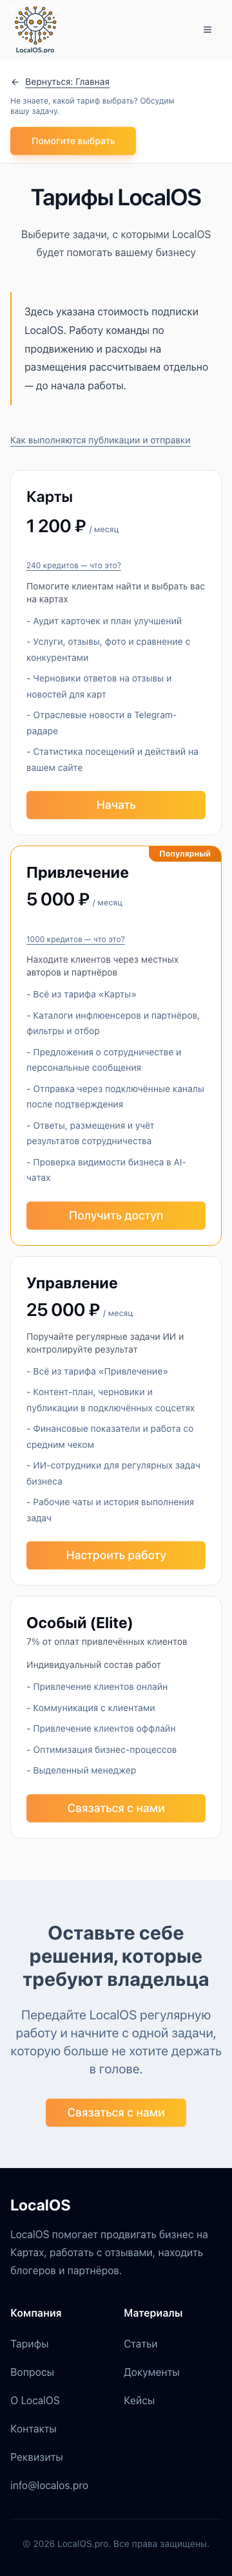 LocalOS.pro
Вернуться: Главная
Не знаете, какой тариф выбрать? Обсудим
вашу задачу.
Помогите выбрать
Тарифы LocalOS
Выберите задачи, с которыми LocalOS
будет помогать вашему бизнесу
Здесь указана стоимость подписки
LocalOS. Работу команды по
продвижению и расходы на
размещения рассчитываем отдельно
— до начала работы.
Как выполняются публикации и отправки
Карты
1 200 ₽ / месяц
240 кредитов — что это?
Помогите клиентам найти и выбрать вас
на картах
- Аудит карточек и план улучшений
- Услуги, отзывы, фото и сравнение с
конкурентами
- Черновики ответов на отзывы и
новостей для карт
- Отраслевые новости в Telegram-
радаре
- Статистика посещений и действий на
вашем сайте
Начать
Популярный
Привлечение
5 000 ₽ / месяц
1000 кредитов — что это?
Находите клиентов через местных
авторов и партнёров
- Всё из тарифа «Карты»
- Каталоги инфлюенсеров и партнёров,
фильтры и отбор
- Предложения о сотрудничестве и
персональные сообщения
- Отправка через подключённые каналы
после подтверждения
- Ответы, размещения и учёт
результатов сотрудничества
- Проверка видимости бизнеса в AI-
чатах
Получить доступ
Управление
25 000 ₽ / месяц
Поручайте регулярные задачи ИИ и
контролируйте результат
- Всё из тарифа «Привлечение»
- Контент-план, черновики и
публикации в подключённых соцсетях
- Финансовые показатели и работа со
средним чеком
- ИИ-сотрудники для регулярных задач
бизнеса
- Рабочие чаты и история выполнения
задач
Настроить работу
Особый (Elite)
7% от оплат привлечённых клиентов
Индивидуальный состав работ
- Привлечение клиентов онлайн
- Коммуникация с клиентами
- Привлечение клиентов оффлайн
- Оптимизация бизнес-процессов
- Выделенный менеджер
Связаться с нами
Оставьте себе
решения, которые
требуют владельца
Передайте LocalOS регулярную
работу и начните с одной задачи,
которую больше не хотите держать
в голове.
Связаться с нами
LocalOS
LocalOS помогает продвигать бизнес на
Картах, работать с отзывами, находить
блогеров и партнёров.
Компания
Тарифы
Вопросы
О LocalOS
Контакты
Реквизиты
info@localos.pro
Материалы
Статьи
Документы
Кейсы
© 2026 LocalOS.pro. Все права защищены.